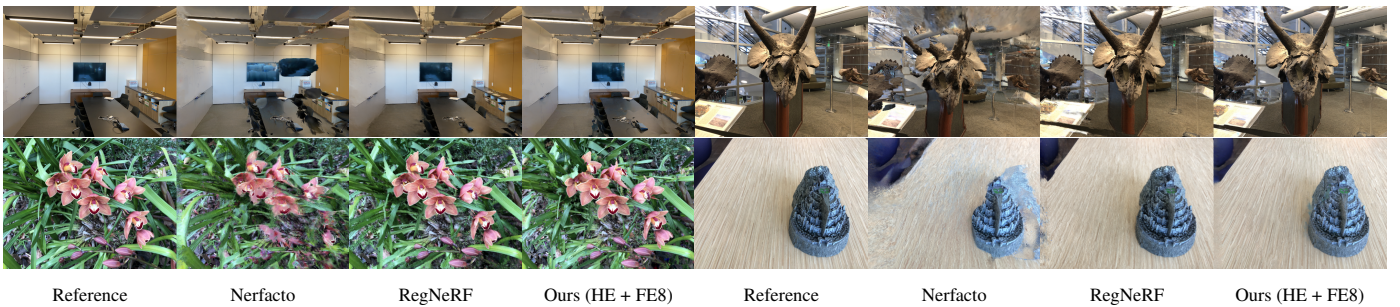 Reference Nerfacto RegNeRF Ours (HE + FE8) Reference Nerfacto RegNeRF Ours (HE + FE8)